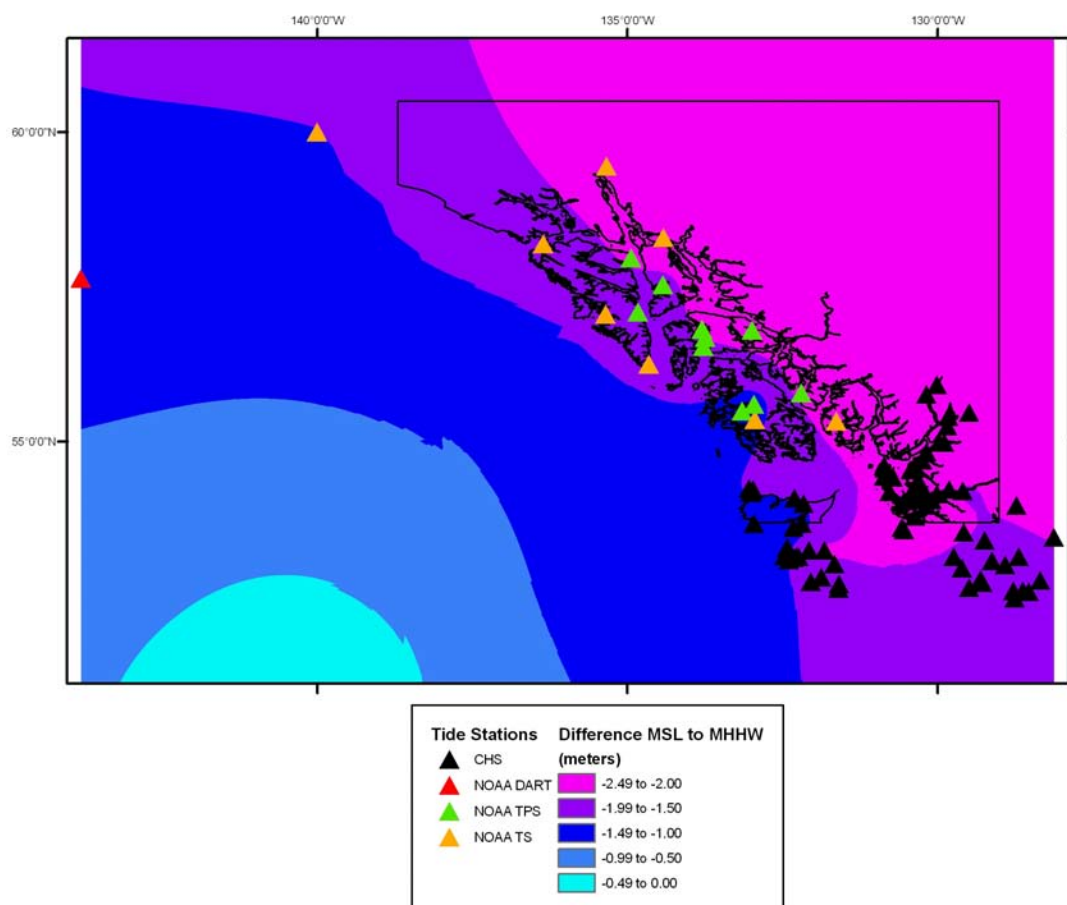 140°0'0"W 135°0'0"W 130°0'0"W
60°0'0"N
55°0'0"N
Tide Stations
CHS
NOAA DART
NOAA TPS
NOAA TS
Difference MSL to MHHW
(meters)
-2.49 to -2.00
-1.99 to -1.50
-1.49 to -1.00
-0.99 to -0.50
-0.49 to 0.00